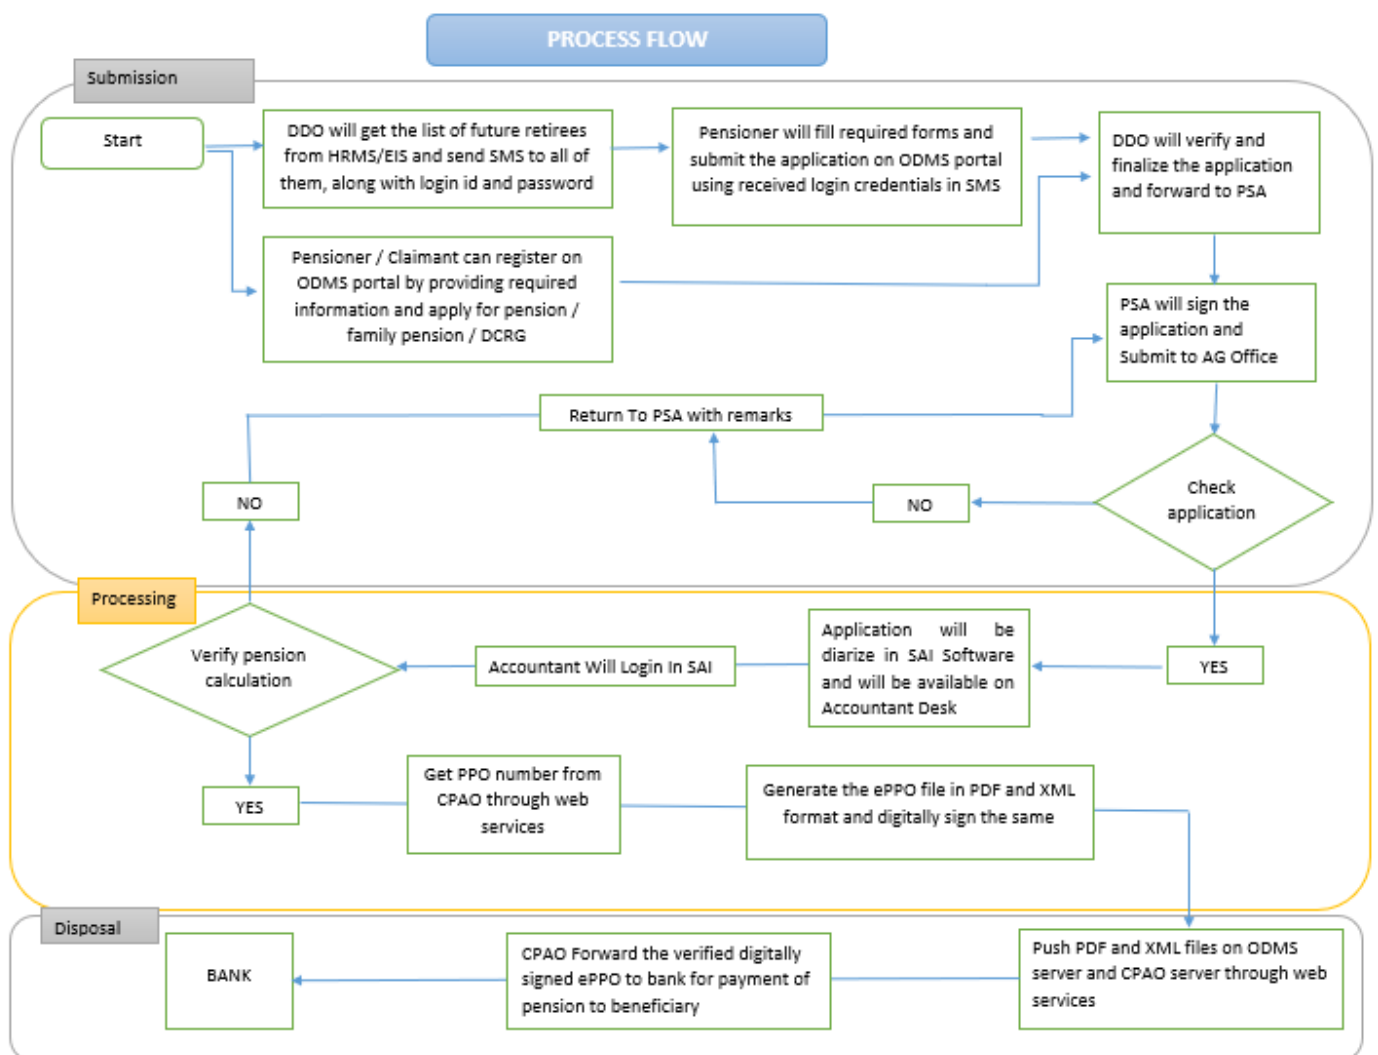 PROCESS FLOW
Submission
Start
DDO will get the list of future retirees
from HRMS/EIS and send SMS to all of
them, along with login id and password
Pensioner will fill required forms and
submit the application on ODMS portal
using received login credentials in SMS
DDO will verify and
finalize the application
and forward to PSA
Pensioner / Claimant can register on
ODMS portal by providing required
information and apply for pension /
family pension / DCRG
PSA will sign the
application and
Submit to AG Office
Return To PSA with remarks
NO
NO
Check
application
Processing
Verify pension
calculation
Accountant Will Login In SAI
Application will be
diarize in SAI Software
and will be available on
Accountant Desk
YES
YES
Get PPO number from
CPAO through web
services
Generate the ePPO file in PDF and XML
format and digitally sign the same
Disposal
BANK
CPAO Forward the verified digitally
signed ePPO to bank for payment of
pension to beneficiary
Push PDF and XML files on ODMS
server and CPAO server through web
services